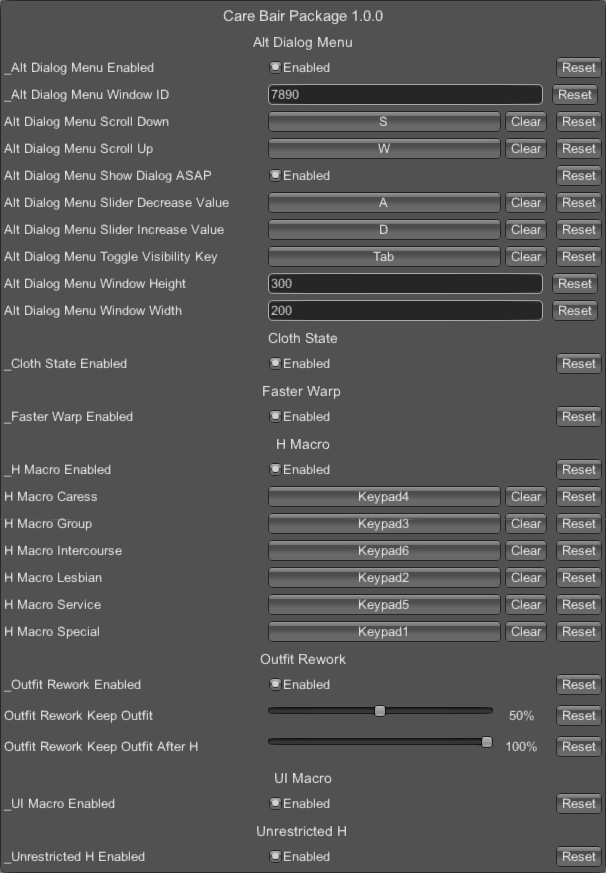 Care Bair Package 1.0.0
Alt Dialog Menu
_Alt Dialog Menu Enabled Enabled Reset
_Alt Dialog Menu Window ID 7890 Reset
Alt Dialog Menu Scroll Down S Clear Reset
Alt Dialog Menu Scroll Up W Clear Reset
Alt Dialog Menu Show Dialog ASAP Enabled Reset
Alt Dialog Menu Slider Decrease Value A Clear Reset
Alt Dialog Menu Slider Increase Value D Clear Reset
Alt Dialog Menu Toggle Visibility Key Tab Clear Reset
Alt Dialog Menu Window Height 300 Reset
Alt Dialog Menu Window Width 200 Reset
Cloth State
_Cloth State Enabled Enabled Reset
Faster Warp
_Faster Warp Enabled Enabled Reset
H Macro
_H Macro Enabled Enabled Reset
H Macro Caress Keypad4 Clear Reset
H Macro Group Keypad3 Clear Reset
H Macro Intercourse Keypad6 Clear Reset
H Macro Lesbian Keypad2 Clear Reset
H Macro Service Keypad5 Clear Reset
H Macro Special Keypad1 Clear Reset
Outfit Rework
_Outfit Rework Enabled Enabled Reset
Outfit Rework Keep Outfit 50% Reset
Outfit Rework Keep Outfit After H 100% Reset
UI Macro
_UI Macro Enabled Enabled Reset
Unrestricted H
_Unrestricted H Enabled Enabled Reset